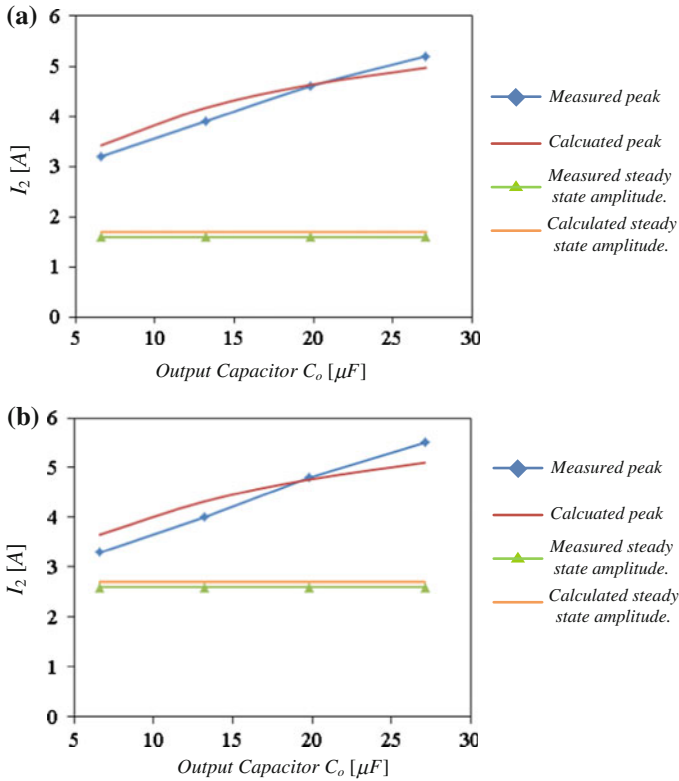 (a)
6
5
4
3
2
1
0
I₂ [A]
5 10 15 20 25 30
Output Capacitor Cₒ [μF]
Measured peak
Calcuated peak
Measured steady
state amplitude.
Calculated steady
state amplitude.
(b)
6
5
4
3
2
1
0
I₂ [A]
5 10 15 20 25 30
Output Capacitor Cₒ [μF]
Measured peak
Calcuated peak
Measured steady
state amplitude.
Calculated steady
state amplitude.